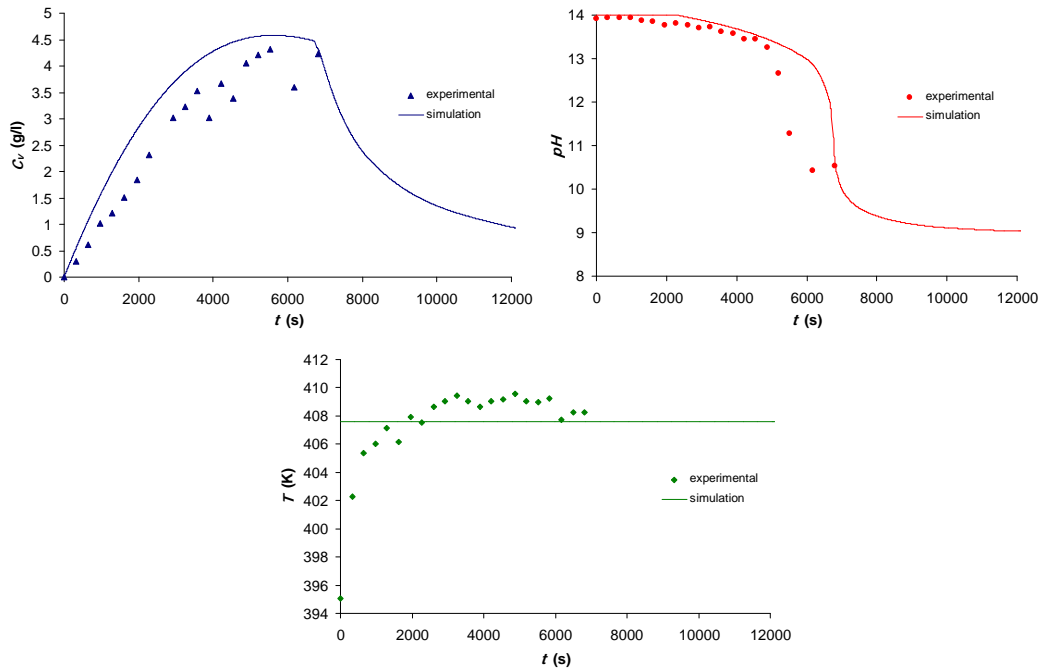 5
4.5
4
3.5
3
2.5
2
1.5
1
0.5
0
0 2000 4000 6000 8000 10000 12000
t (s)
Cv (g/l)
experimental
simulation
14
13
12
11
10
9
8
0 2000 4000 6000 8000 10000 12000
t (s)
pH
experimental
simulation
412
410
408
406
404
402
400
398
396
394
0 2000 4000 6000 8000 10000 12000
t (s)
T (K)
experimental
simulation